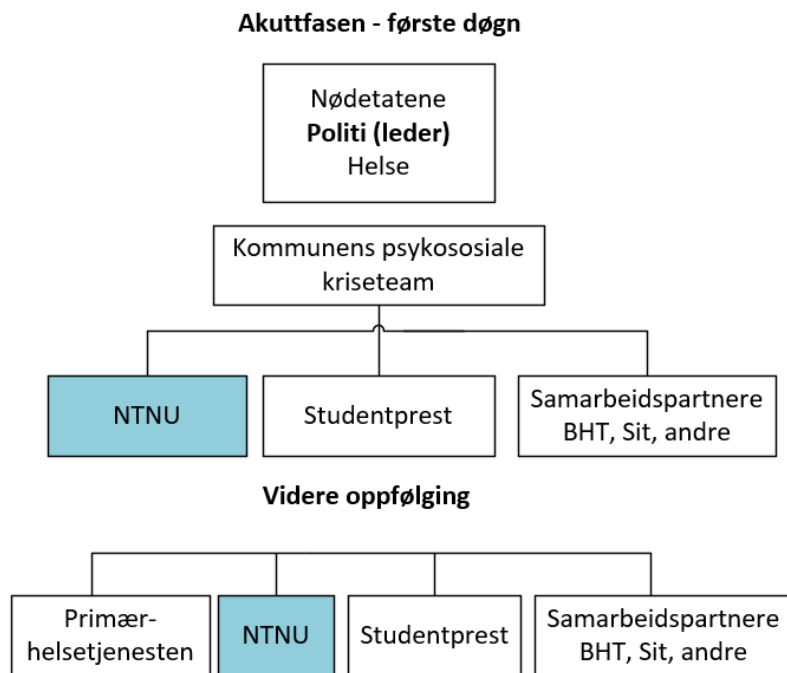 Akuttfasen - første døgn
Nødetatene
Politi (leder)
Helse
Kommunens psykososiale
kriseteam
NTNU
Studentprest
Samarbeidspartnere
BHT, Sit, andre
Videre oppfølging
Primær-
helsetjenesten
NTNU
Studentprest
Samarbeidspartnere
BHT, Sit, andre